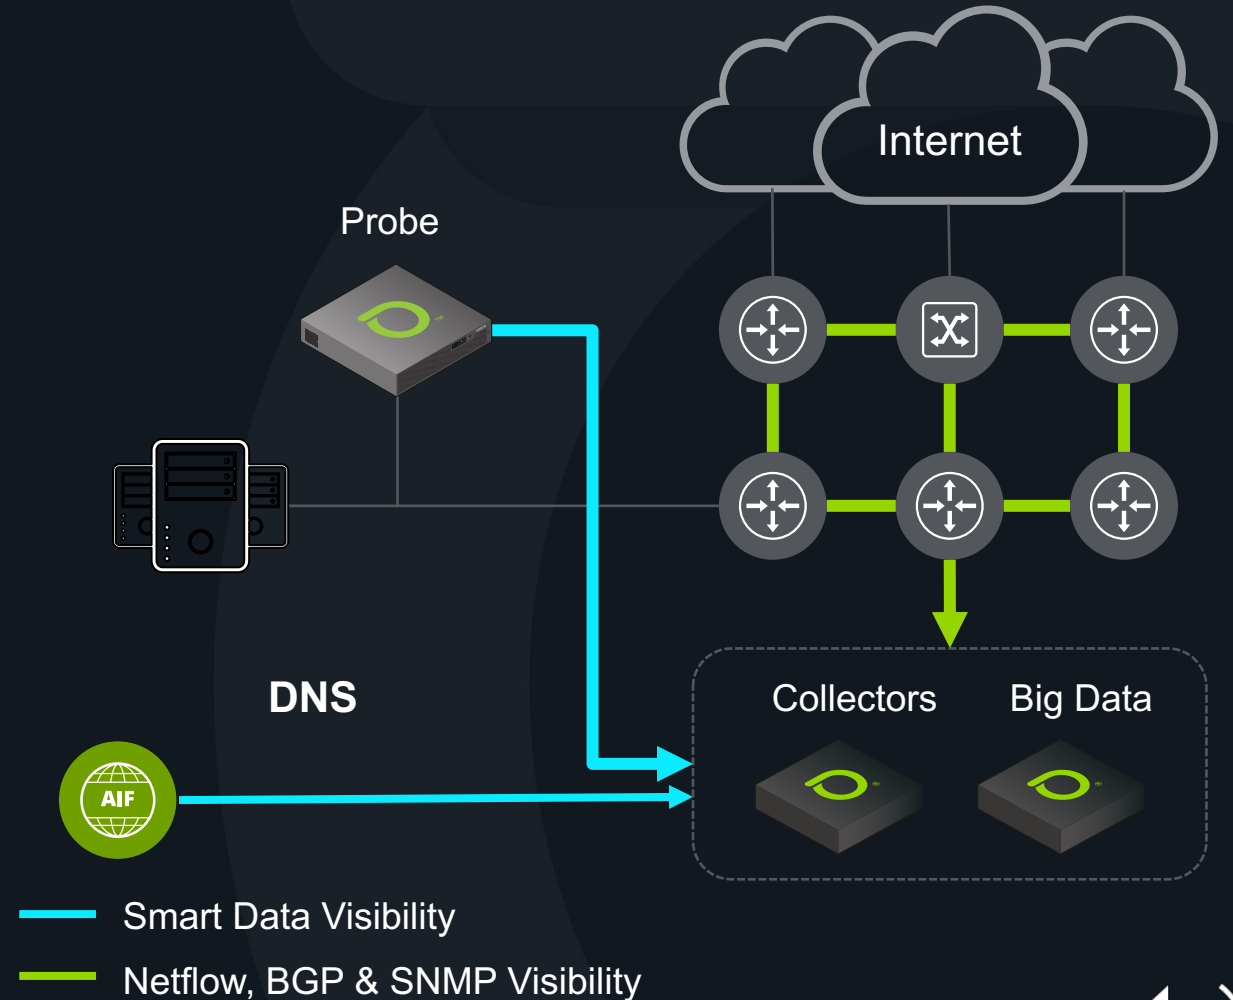 Internet
Probe
DNS
Collectors
Big Data
AIF
Smart Data Visibility
Netflow, BGP & SNMP Visibility